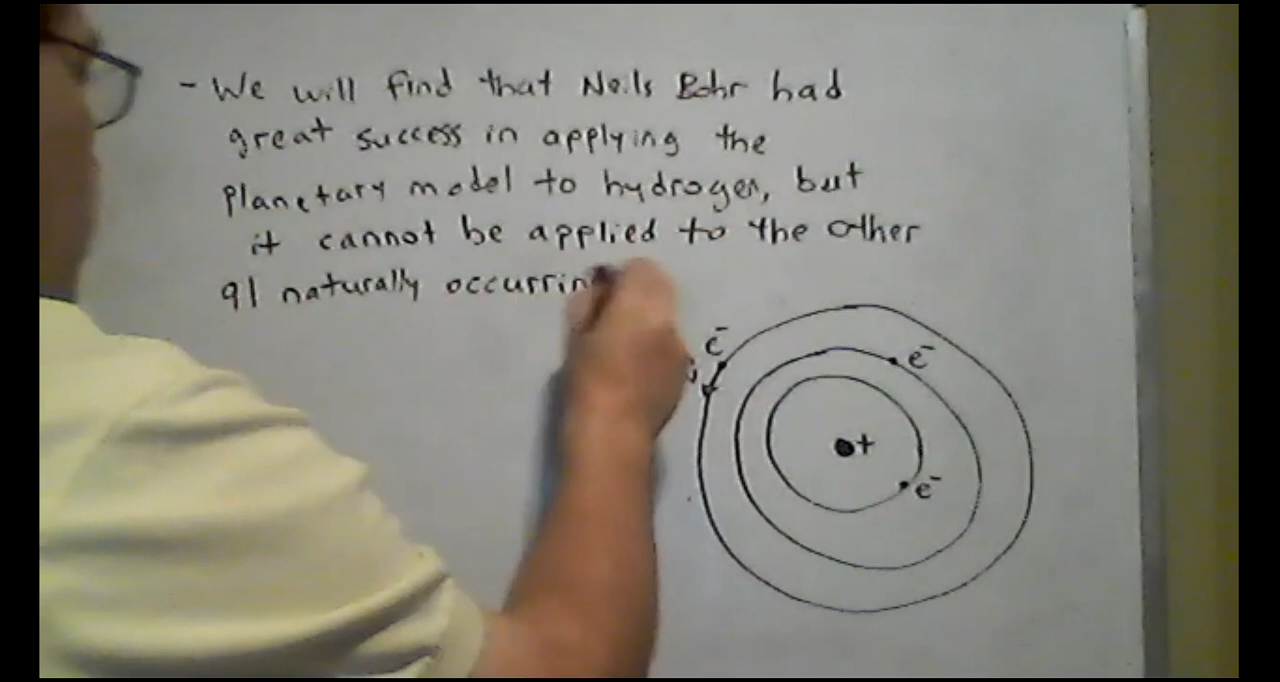 - We will find that Neils Bohr had
great success in applying the
planetary model to hydrogen, but
it cannot be applied to the other
91 naturally occurrin
e-
e-
+
e-